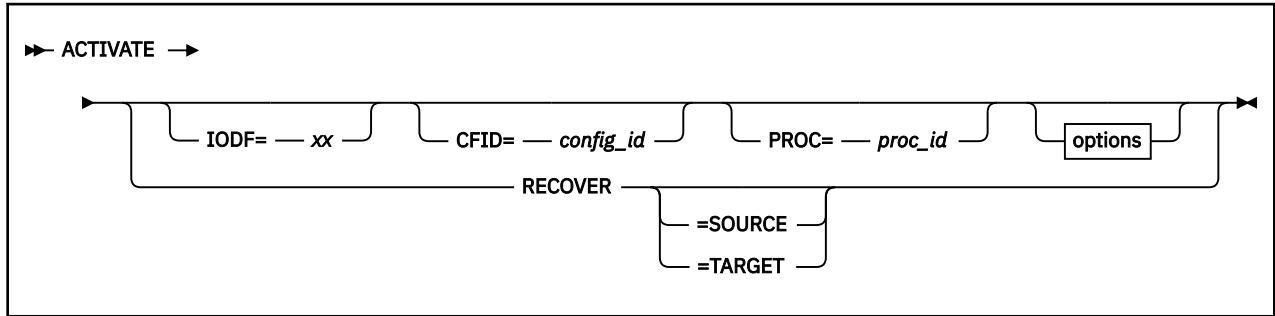 ACTIVATE
IODF= xx CFID= config_id PROC= proc_id options
RECOVER
=SOURCE
=TARGET